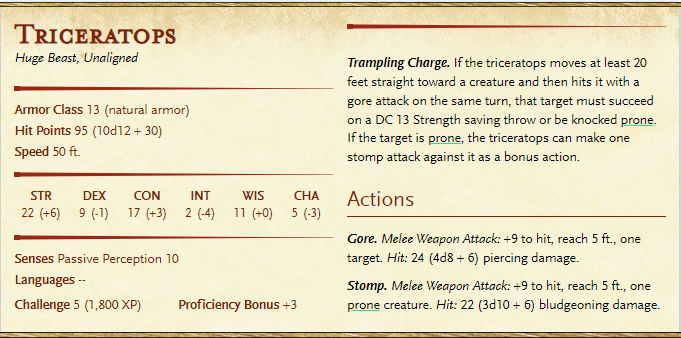 TRICERATOPS
Huge Beast, Unaligned
Armor Class 13 (natural armor)
Hit Points 95 (10d12 + 30)
Speed 50 ft.
STR DEX CON INT WIS CHA
22 (+6) 9 (-1) 17 (+3) 2 (-4) 11 (+0) 5 (-3)
Senses Passive Perception 10
Languages --
Challenge 5 (1,800 XP) Proficiency Bonus +3
Trampling Charge. If the triceratops moves at least 20
feet straight toward a creature and then hits it with a
gore attack on the same turn, that target must succeed
on a DC 13 Strength saving throw or be knocked prone.
If the target is prone, the triceratops can make one
stomp attack against it as a bonus action.
Actions
Gore. Melee Weapon Attack: +9 to hit, reach 5 ft., one
target. Hit: 24 (4d8 + 6) piercing damage.
Stomp. Melee Weapon Attack: +9 to hit, reach 5 ft., one
prone creature. Hit: 22 (3d10 + 6) bludgeoning damage.